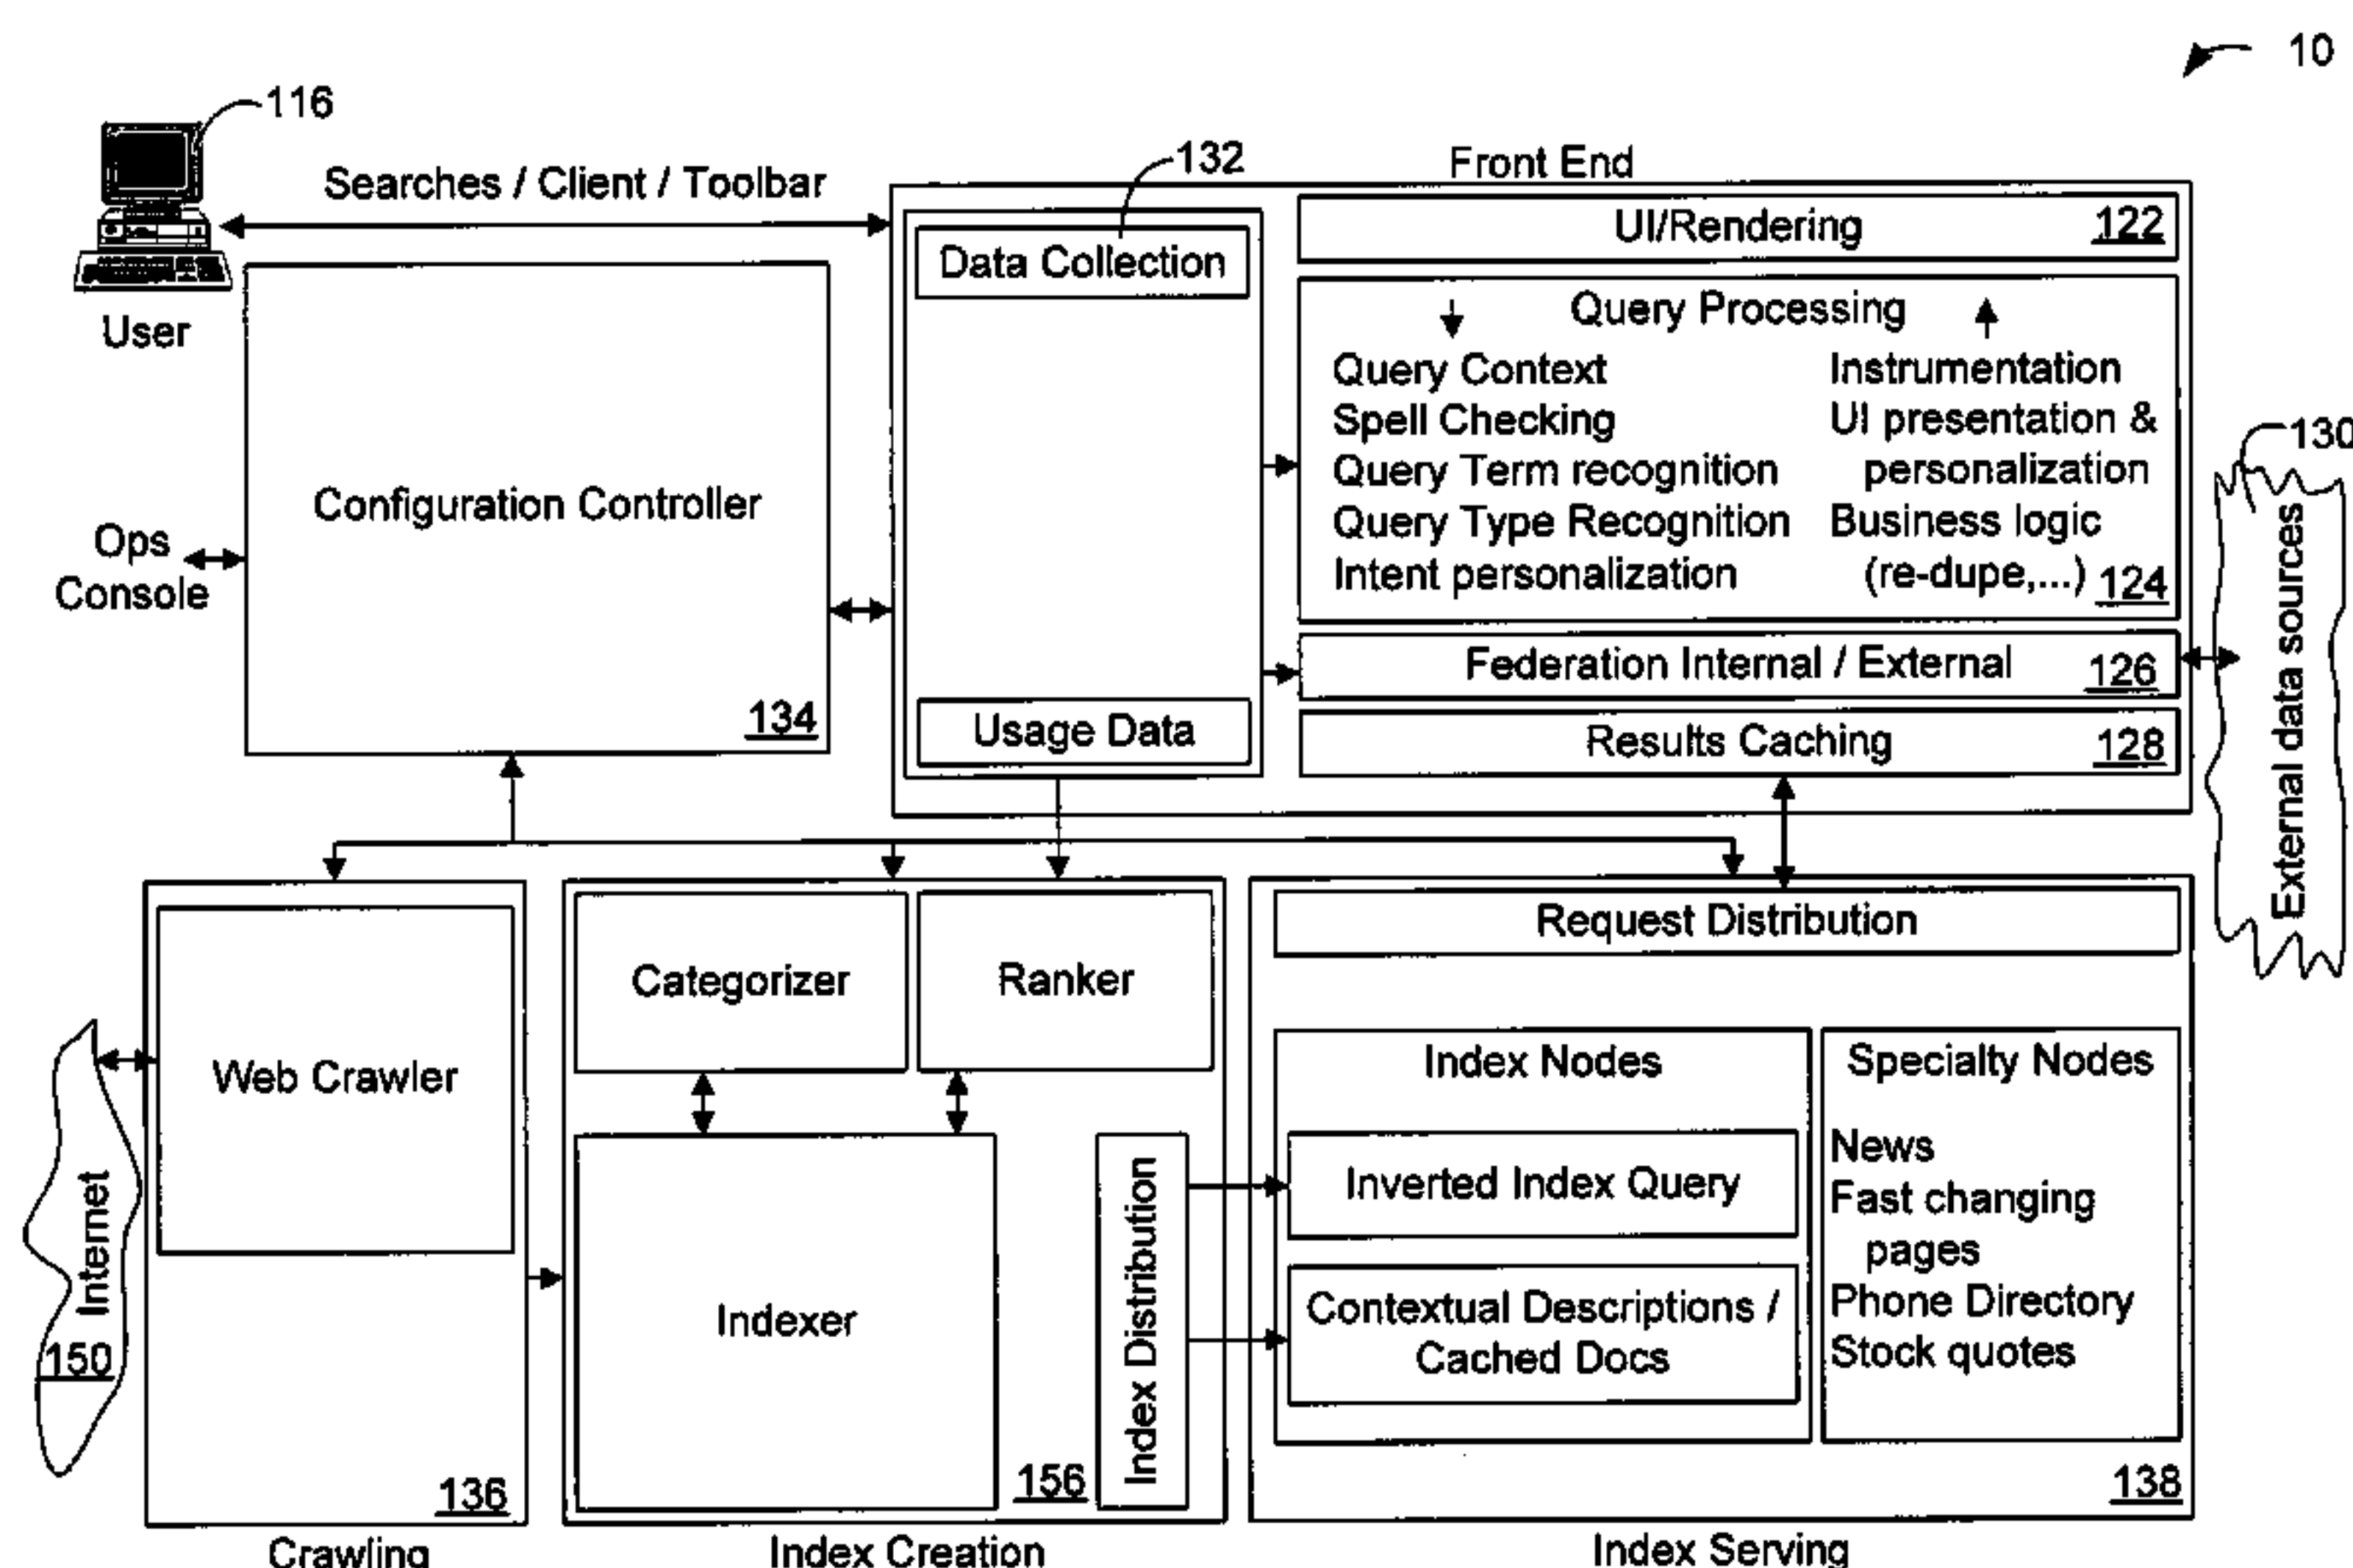 10
116
Searches / Client / Toolbar
User
132
Front End
Data Collection
UI/Rendering
122
Query Processing
Query Context
Spell Checking
Query Term recognition
Query Type Recognition
Intent personalization
Instrumentation
UI presentation &
personalization
Business logic
(re-dupe,...)
124
130
External data sources
Configuration Controller
134
Ops
Console
Federation Internal / External
126
Usage Data
Results Caching
128
Web Crawler
Internet
150
136
Crawling
Categorizer
Ranker
Indexer
156
Index Distribution
Index Creation
Request Distribution
Index Nodes
Inverted Index Query
Contextual Descriptions /
Cached Docs
Specialty Nodes
News
Fast changing
pages
Phone Directory
Stock quotes
138
Index Serving